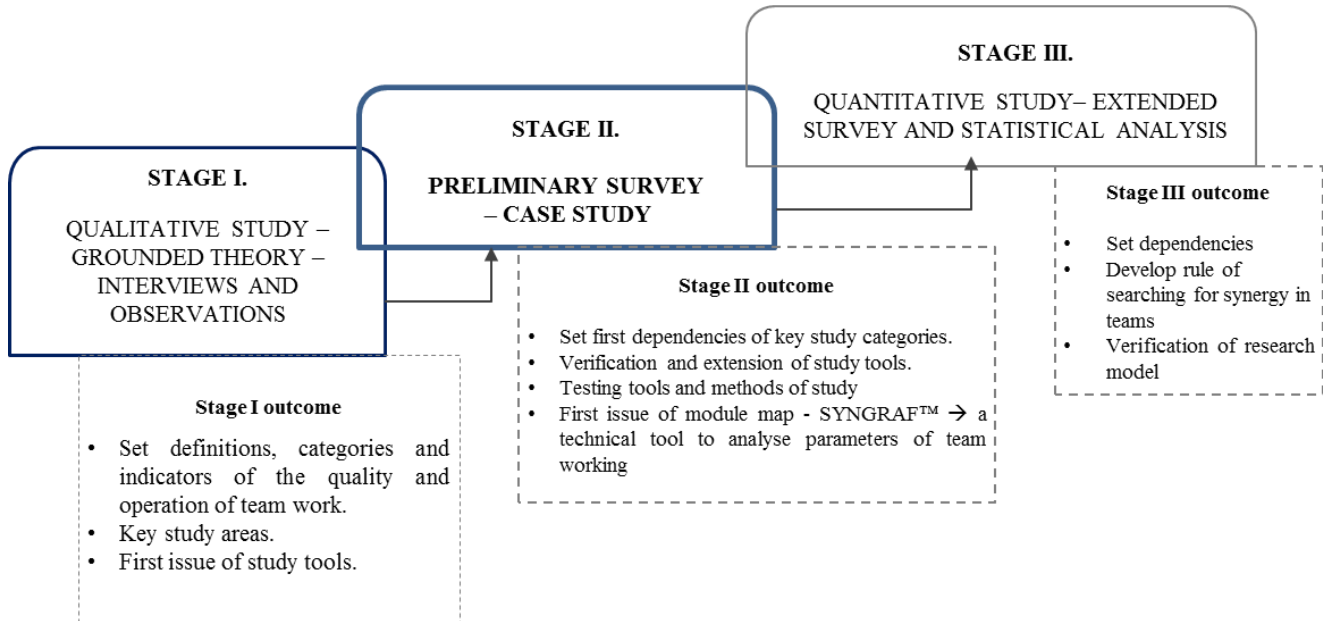 STAGE I.
QUALITATIVE STUDY –
GROUNDED THEORY –
INTERVIEWS AND
OBSERVATIONS
Stage I outcome
• Set definitions, categories and
indicators of the quality and
operation of team work.
• Key study areas.
• First issue of study tools.
STAGE II.
PRELIMINARY SURVEY
– CASE STUDY
Stage II outcome
• Set first dependencies of key study categories.
• Verification and extension of study tools.
• Testing tools and methods of study
• First issue of module map - SYNGRAF™ → a
technical tool to analyse parameters of team
working
STAGE III.
QUANTITATIVE STUDY– EXTENDED
SURVEY AND STATISTICAL ANALYSIS
Stage III outcome
• Set dependencies
• Develop rule of
searching for synergy in
teams
• Verification of research
model